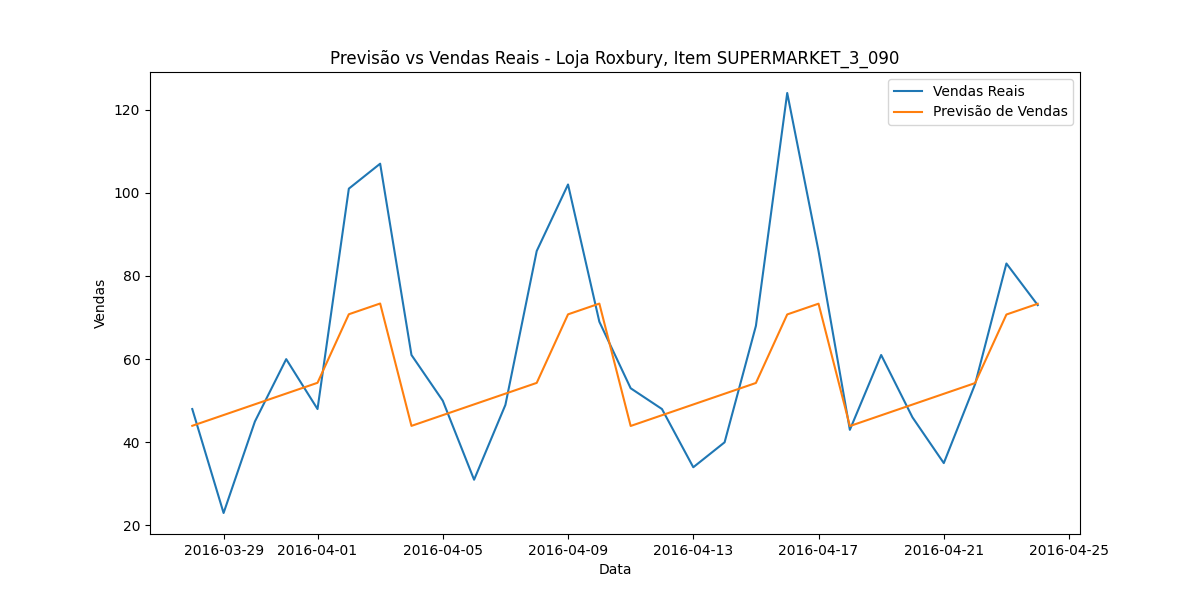 Previsão vs Vendas Reais - Loja Roxbury, Item SUPERMARKET_3_090
Vendas Reais
Previsão de Vendas
Vendas
120
100
80
60
40
20
2016-03-29 2016-04-01 2016-04-05 2016-04-09 2016-04-13 2016-04-17 2016-04-21 2016-04-25
Data